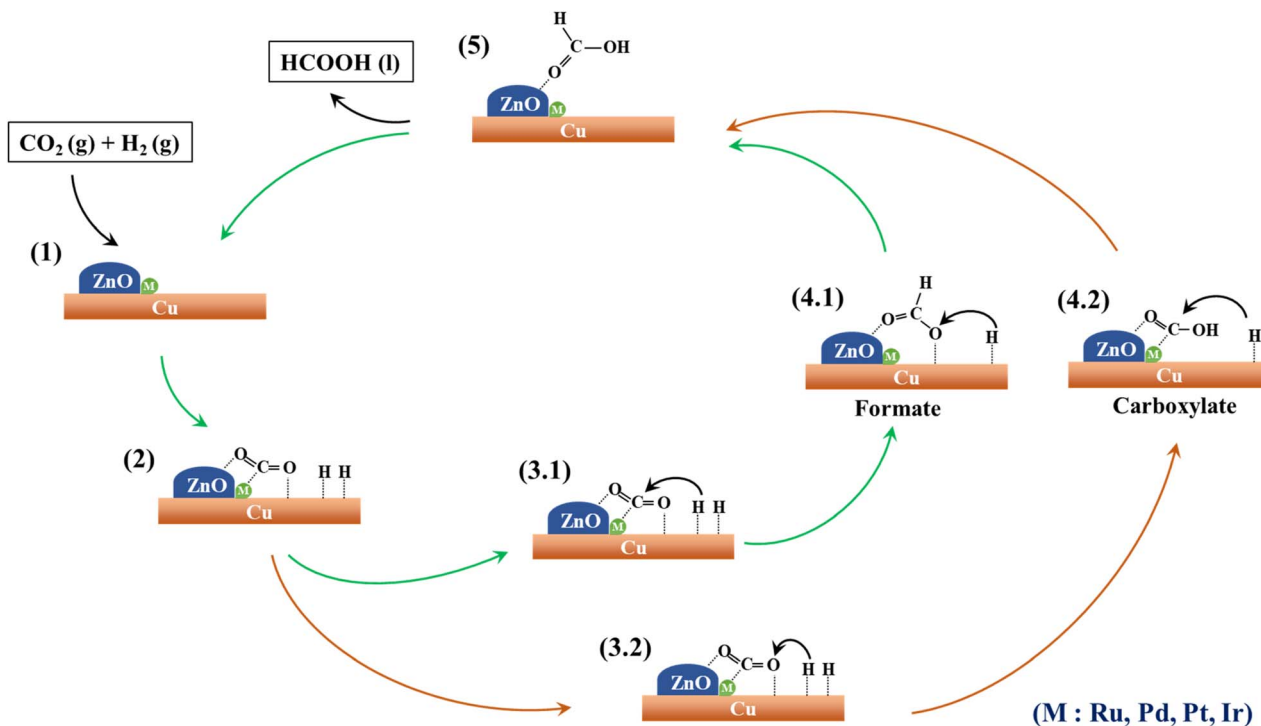 (5)
H
C
OH
O
ZnO
M
Cu
HCOOH (l)
CO₂ (g) + H₂ (g)
(1)
ZnO
M
Cu
(2)
O
C
O
H H
ZnO
M
Cu
(3.1)
O
C
O
H H
ZnO
M
Cu
(3.2)
O
C
O
H H
ZnO
M
Cu
(4.1)
H
O
C
O
H
ZnO
M
Cu
Formate
(4.2)
O
C
OH
H
ZnO
M
Cu
Carboxylate
(M : Ru, Pd, Pt, Ir)